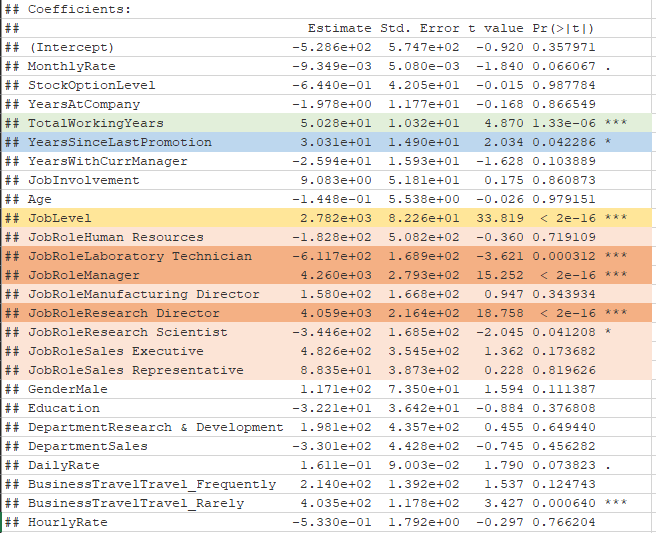 ## Coefficients:
## Estimate Std. Error t value Pr(>|t|)
## (Intercept) -5.286e+02 5.747e+02 -0.920 0.357971
## MonthlyRate -9.349e-03 5.080e-03 -1.840 0.066067 .
## StockOptionLevel -6.440e-01 4.205e+01 -0.015 0.987784
## YearsAtCompany -1.978e+00 1.177e+01 -0.168 0.866549
## TotalWorkingYears 5.028e+01 1.032e+01 4.870 1.33e-06 ***
## YearsSinceLastPromotion 3.031e+01 1.490e+01 2.034 0.042286 *
## YearsWithCurrManager -2.594e+01 1.593e+01 -1.628 0.103889
## JobInvolvement 9.083e+00 5.181e+01 0.175 0.860873
## Age -1.448e-01 5.538e+00 -0.026 0.979151
## JobLevel 2.782e+03 8.226e+01 33.819 < 2e-16 ***
## JobRoleHuman Resources -1.828e+02 5.082e+02 -0.360 0.719109
## JobRoleLaboratory Technician -6.117e+02 1.689e+02 -3.621 0.000312 ***
## JobRoleManager 4.260e+03 2.793e+02 15.252 < 2e-16 ***
## JobRoleManufacturing Director 1.580e+02 1.668e+02 0.947 0.343934
## JobRoleResearch Director 4.059e+03 2.164e+02 18.758 < 2e-16 ***
## JobRoleResearch Scientist -3.446e+02 1.685e+02 -2.045 0.041208 *
## JobRoleSales Executive 4.826e+02 3.545e+02 1.362 0.173682
## JobRoleSales Representative 8.835e+01 3.873e+02 0.228 0.819626
## GenderMale 1.171e+02 7.350e+01 1.594 0.111387
## Education -3.221e+01 3.642e+01 -0.884 0.376808
## DepartmentResearch & Development 1.981e+02 4.357e+02 0.455 0.649440
## DepartmentSales -3.301e+02 4.428e+02 -0.745 0.456282
## DailyRate 1.611e-01 9.003e-02 1.790 0.073823 .
## BusinessTravelTravel_Frequently 2.140e+02 1.392e+02 1.537 0.124743
## BusinessTravelTravel_Rarely 4.035e+02 1.178e+02 3.427 0.000640 ***
## HourlyRate -5.330e-01 1.792e+00 -0.297 0.766204